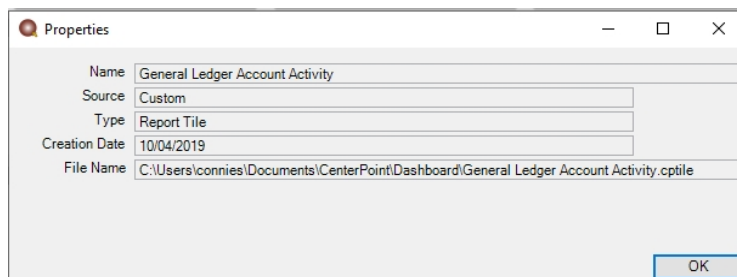 Properties
Name General Ledger Account Activity
Source Custom
Type Report Tile
Creation Date 10/04/2019
File Name C:\Users\connies\Documents\CenterPoint\Dashboard\General Ledger Account Activity.cptile
OK